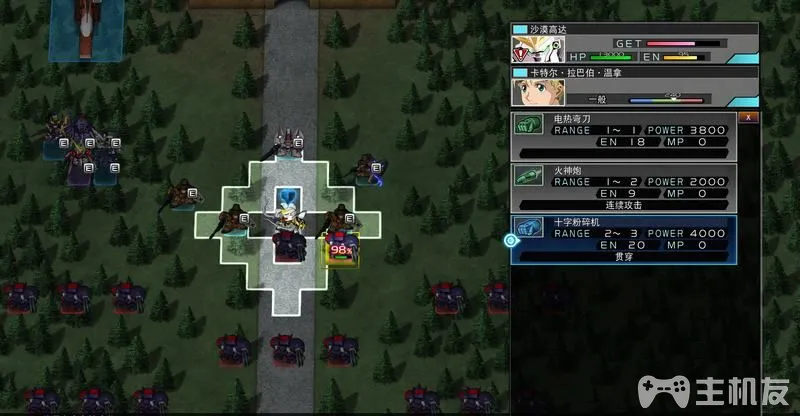 沙漠高达
GET
HP 13000 EN 95
卡特尔·拉巴伯·温拿
一般
电热弯刀 X
RANGE 1～ 1 POWER 3800
EN 18 MP 0
火神炮
RANGE 1～ 2 POWER 2000
EN 9 MP 0
连续攻击
十字粉碎机
RANGE 2～ 3 POWER 4000
EN 20 MP 0
贯穿
E
E
E
E
E
E
E
E
E
98%
主机友